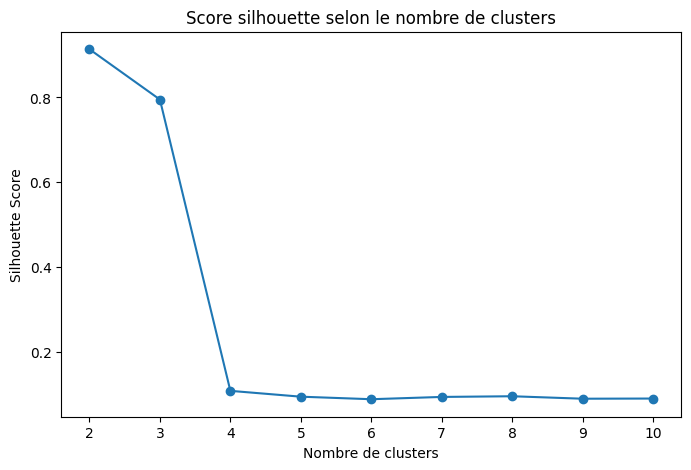 Score silhouette selon le nombre de clusters
0.8
0.6
0.4
0.2
Silhouette Score
2 3 4 5 6 7 8 9 10
Nombre de clusters